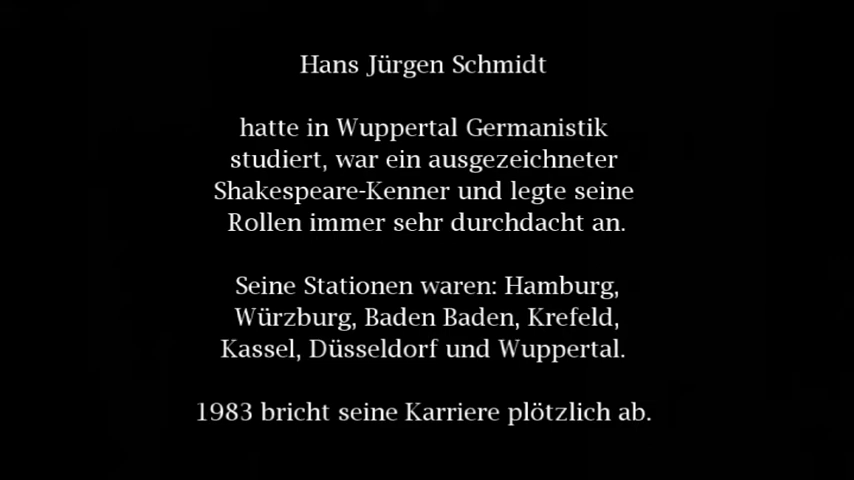 Hans Jürgen Schmidt
hatte in Wuppertal Germanistik
studiert, war ein ausgezeichneter
Shakespeare-Kenner und legte seine
Rollen immer sehr durchdacht an.
Seine Stationen waren: Hamburg,
Würzburg, Baden Baden, Krefeld,
Kassel, Düsseldorf und Wuppertal.
1983 bricht seine Karriere plötzlich ab.